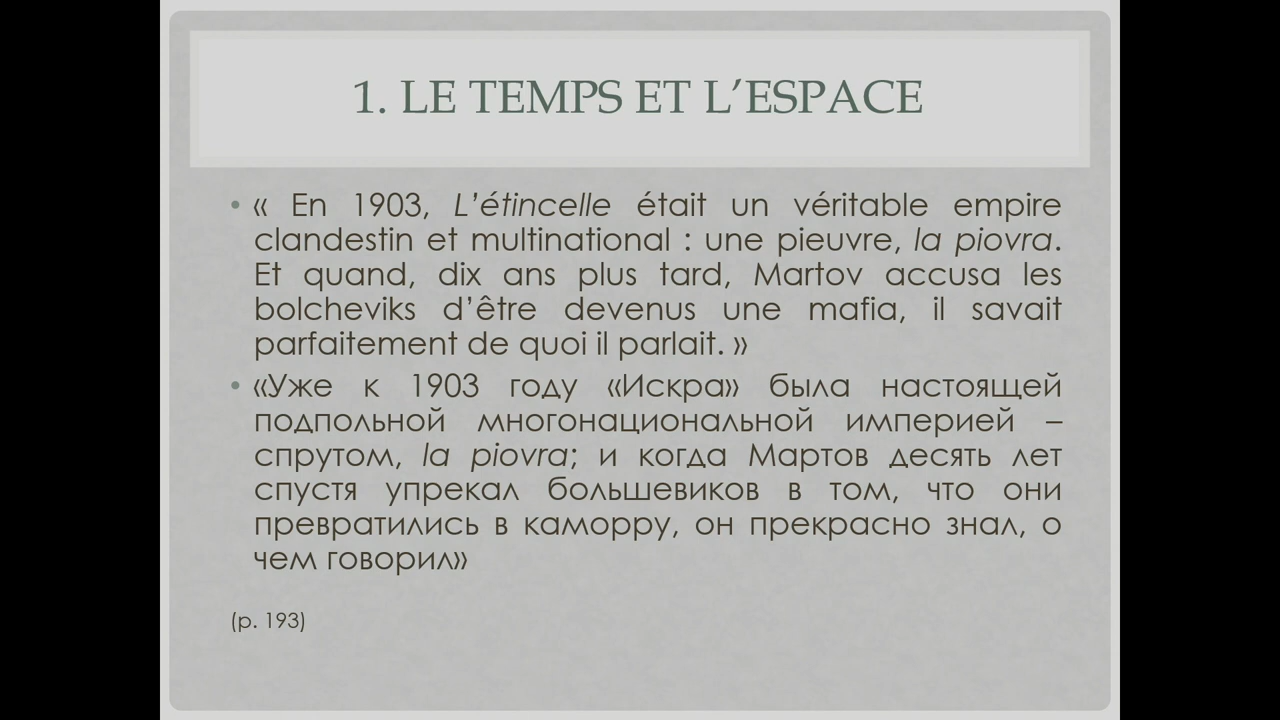 1. LE TEMPS ET L’ESPACE
• « En 1903, L’étincelle était un véritable empire
clandestin et multinational : une pieuvre, la piovra.
Et quand, dix ans plus tard, Martov accusa les
bolcheviks d’être devenus une mafia, il savait
parfaitement de quoi il parlait. »
• «Уже к 1903 году «Искра» была настоящей
подпольной многонациональной империей –
спрутом, la piovra; и когда Мартов десять лет
спустя упрекал большевиков в том, что они
превратились в каморру, он прекрасно знал, о
чем говорил»
(p. 193)